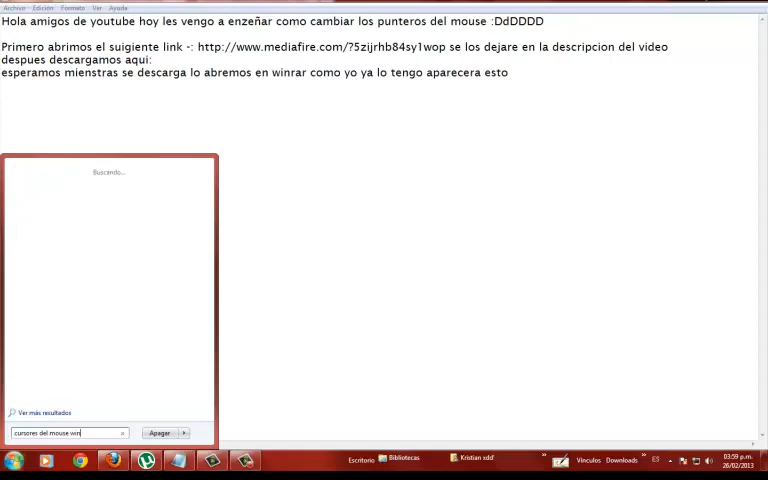 Archivo Edición Formato Ver Ayuda
Hola amigos de youtube hoy les vengo a enzeñar como cambiar los punteros del mouse :DdDDDD
Primero abrimos el suigiente link -: http://www.mediafire.com/?5zijrhb84sy1wop se los dejare en la descripcion del video
despues descargamos aqui:
esperamos mienstras se descarga lo abremos en winrar como yo ya lo tengo aparecera esto
Buscando...
Ver más resultados
cursores del mouse win
Apagar
Escritorio Bibliotecas Kristian xdd' » Vínculos Downloads » ES 03:59 p.m.
26/02/2013